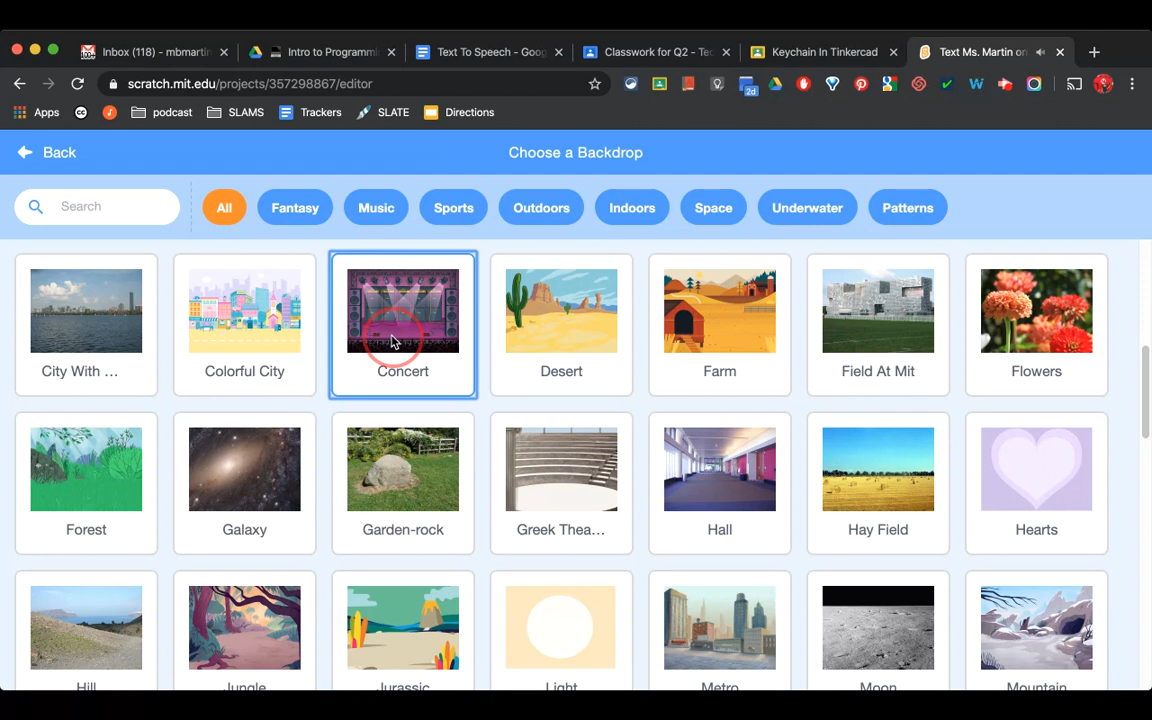 Inbox (118) - mbmartin
Intro to Programmi
Text To Speech - Goog
Classwork for Q2 - Tec
Keychain In Tinkercad
Text Ms. Martin on
scratch.mit.edu/projects/357298867/editor
2d
Apps
podcast
SLAMS
Trackers
SLATE
Directions
Back
Choose a Backdrop
Search
All
Fantasy
Music
Sports
Outdoors
Indoors
Space
Underwater
Patterns
City With ...
Colorful City
Concert
Desert
Farm
Field At Mit
Flowers
Forest
Galaxy
Garden-rock
Greek Thea...
Hall
Hay Field
Hearts
Hill
Jungle
Jurassic
Light
Metro
Moon
Mountain